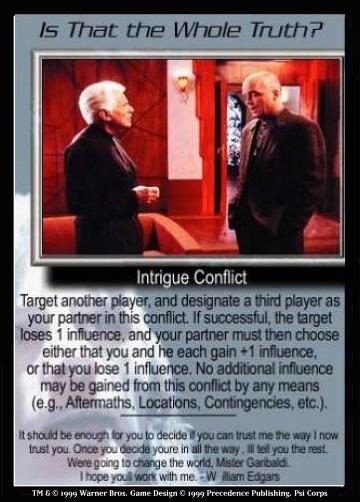 Is That the Whole Truth?
Intrigue Conflict
Target another player, and designate a third player as
your partner in this conflict. If successful, the target
loses 1 influence, and your partner must then choose
either that you and he each gain +1 influence,
or that you lose 1 influence. No additional influence
may be gained from this conflict by any means
(e.g., Aftermaths, Locations, Contingencies, etc.).
It should be enough for you to decide if you can trust me the way I now
trust you. Once you decide youre in all the way , Ill tell you the rest.
Were going to change the world, Mister Garibaldi.
I hope youll work with me. - W illiam Edgars
TM & © 1999 Warner Bros. Game Design © 1999 Precedence Publishing. Psi Corps